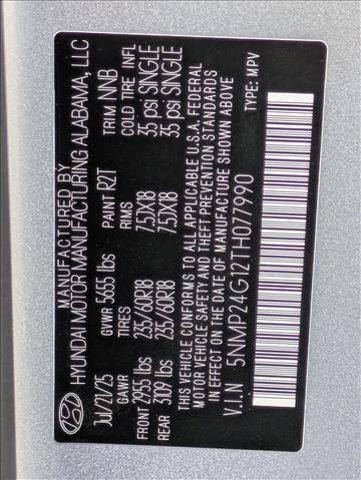 MANUFACTURED BY
HYUNDAI MOTOR MANUFACTURING ALABAMA, LLC
Jul/21/25 GVWR 5655 lbs PAINT R2T TRIM NNB
GAWR TIRES RIMS COLD TIRE INFL
FRONT 2955 lbs 235/60R18 7.5JX18 35 psi SINGLE
REAR 3109 lbs 235/60R18 7.5JX18 35 psi SINGLE
THIS VEHICLE CONFORMS TO ALL APPLICABLE U.S.A. FEDERAL
MOTOR VEHICLE SAFETY AND THEFT PREVENTION STANDARDS
IN EFFECT ON THE DATE OF MANUFACTURE SHOWN ABOVE
V.I.N 5NMP24G12TH077990 TYPE: MPV